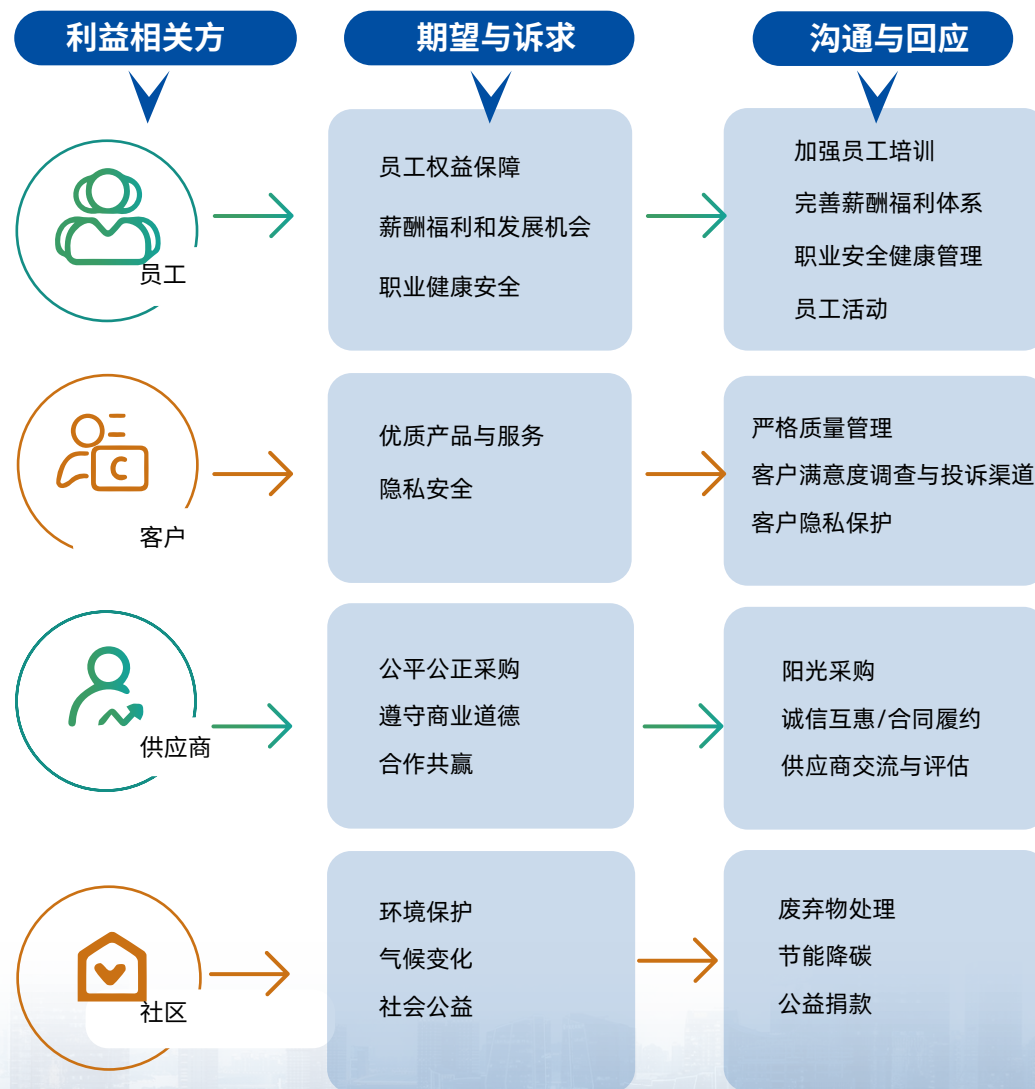 利益相关方
期望与诉求
沟通与回应
员工
员工权益保障
薪酬福利和发展机会
职业健康安全
加强员工培训
完善薪酬福利体系
职业安全健康管理
员工活动
C
客户
优质产品与服务
隐私安全
严格质量管理
客户满意度调查与投诉渠道
客户隐私保护
供应商
公平公正采购
遵守商业道德
合作共赢
阳光采购
诚信互惠/合同履约
供应商交流与评估
社区
环境保护
气候变化
社会公益
废弃物处理
节能降碳
公益捐款